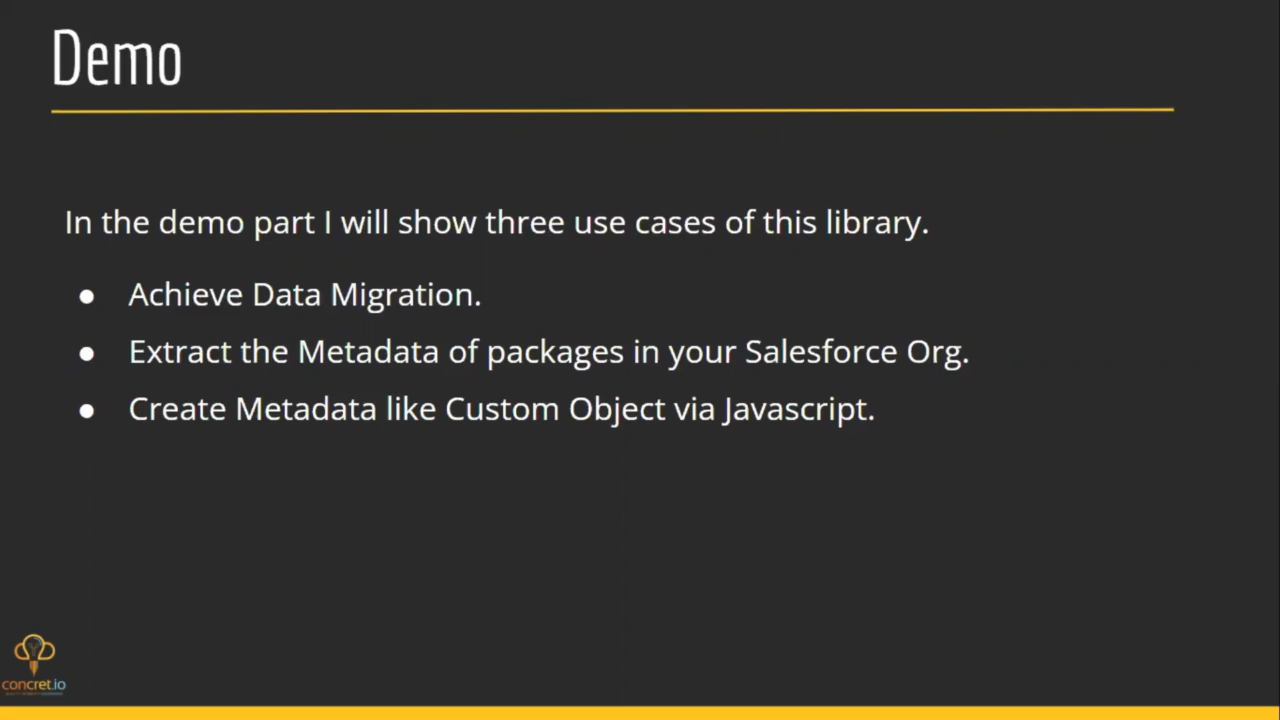 Demo
In the demo part I will show three use cases of this library.
● Achieve Data Migration.
● Extract the Metadata of packages in your Salesforce Org.
● Create Metadata like Custom Object via Javascript.
concret.io